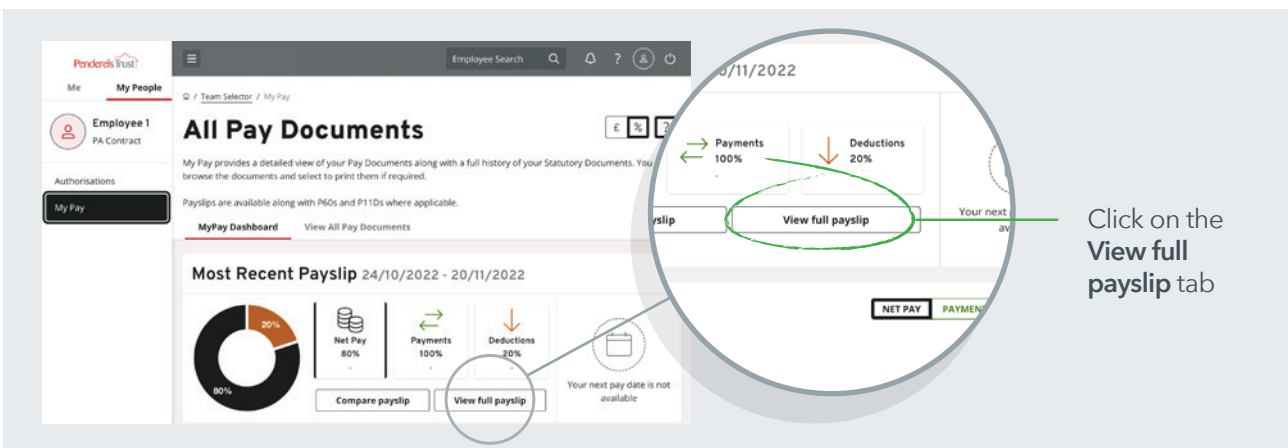 Penderels Trust
Employee Search
?
Me
My People
Team Selector / My Pay
Employee 1
PA Contract
All Pay Documents
£ % ?
My Pay provides a detailed view of your Pay Documents along with a full history of your Statutory Documents. You
browse the documents and select to print them if required.
Authorisations
My Pay
Payslips are available along with P60s and P11Ds where applicable.
MyPay Dashboard
View All Pay Documents
Most Recent Payslip 24/10/2022 - 20/11/2022
20%
80%
Net Pay
80%
-
Payments
100%
-
Deductions
20%
-
Compare payslip
View full payslip
Your next pay date is not
available
0/11/2022
Payments
100%
-
Deductions
20%
yslip
View full payslip
Your next
av
NET PAY
PAYMEN
Click on the
View full
payslip tab